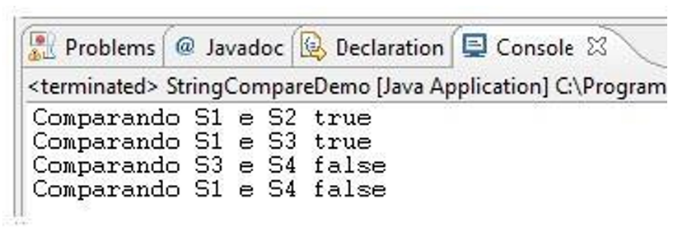 Problems @ Javadoc Declaration Console
<terminated> StringCompareDemo [Java Application] C:\Program
Comparando S1 e S2 true
Comparando S1 e S3 true
Comparando S3 e S4 false
Comparando S1 e S4 false